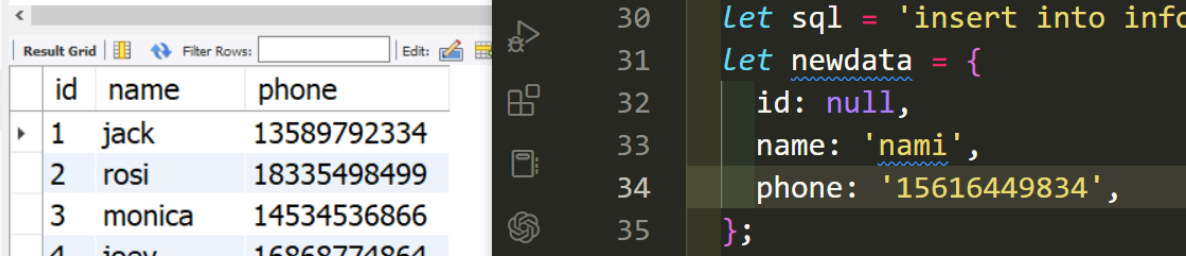 Result Grid Filter Rows: Edit:
id name phone
1 jack 13589792334
2 rosi 18335498499
3 monica 14534536866
4 joey 16868774864
30 let sql = 'insert into info
31 let newdata = {
32 id: null,
33 name: 'nami',
34 phone: '15616449834',
35 };